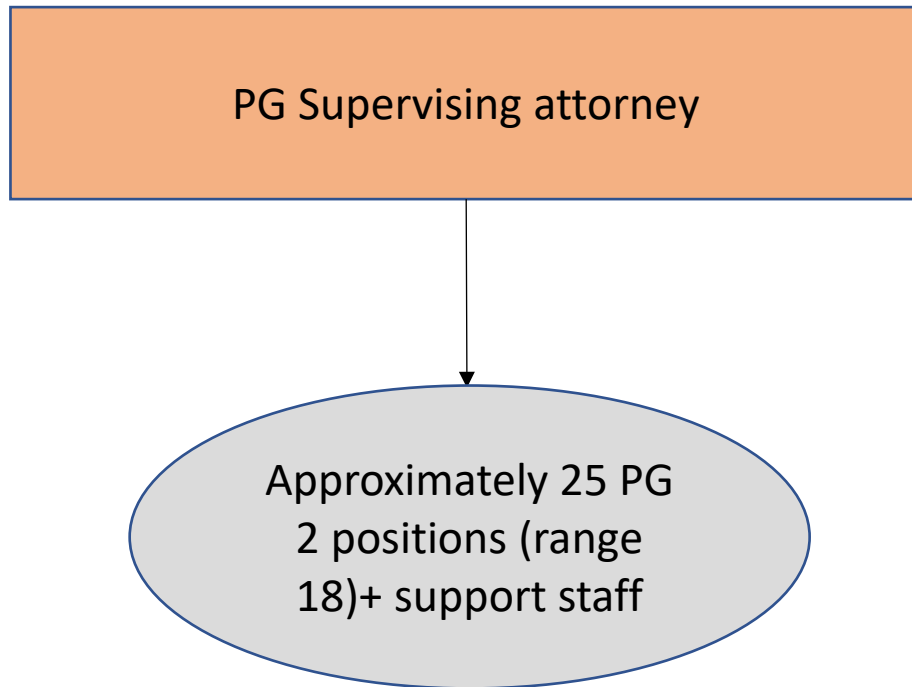 PG Supervising attorney
Approximately 25 PG
2 positions (range
18)+ support staff